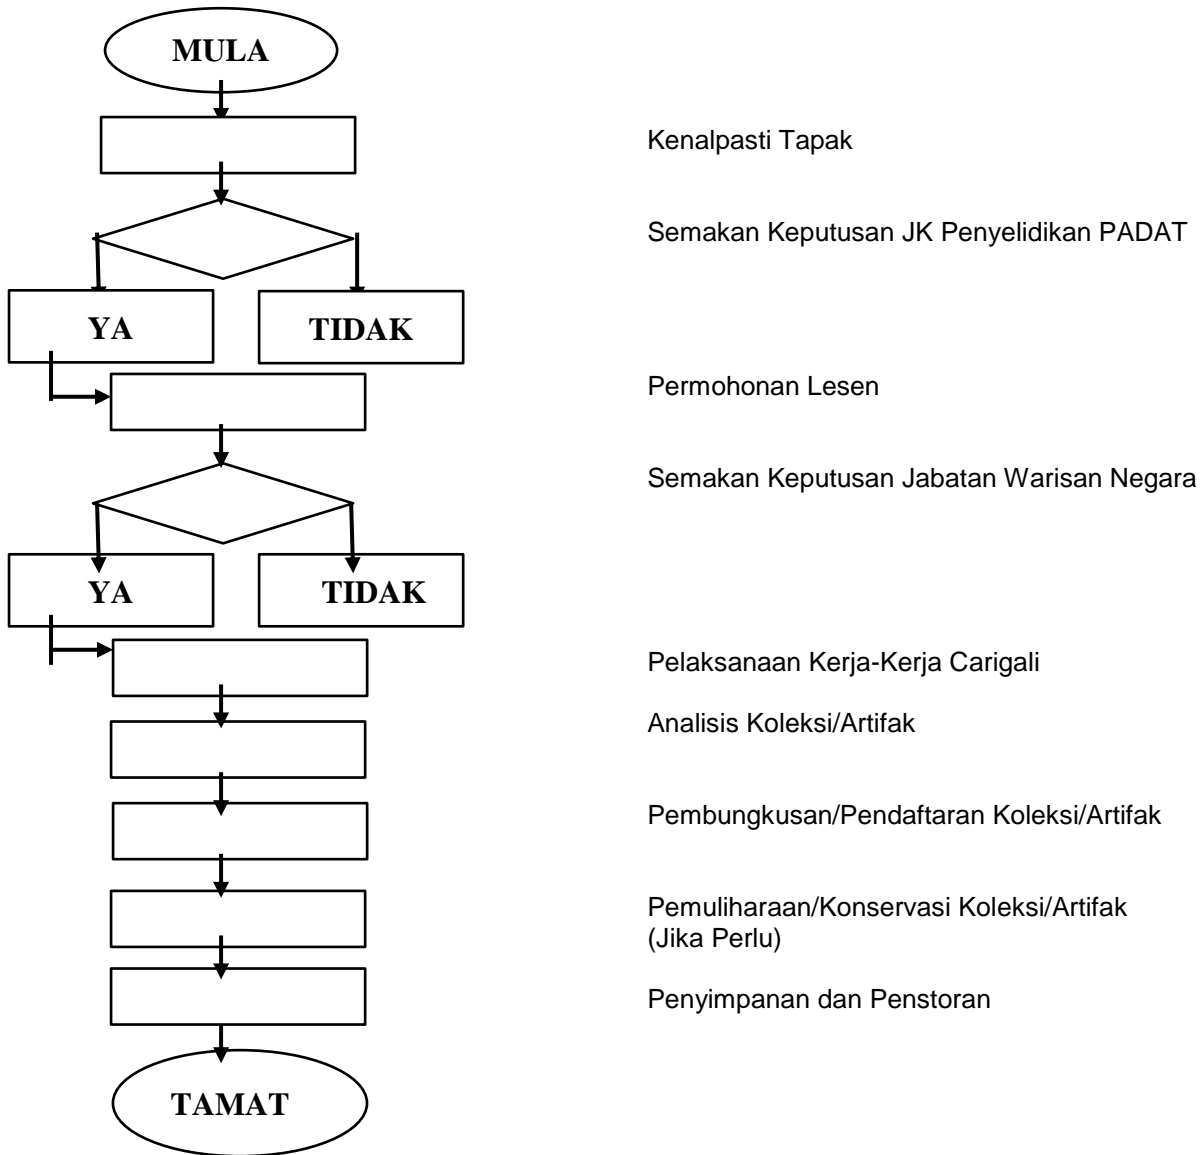 MULA
Kenalpasti Tapak
Semakan Keputusan JK Penyelidikan PADAT
YA
TIDAK
Permohonan Lesen
Semakan Keputusan Jabatan Warisan Negara
YA
TIDAK
Pelaksanaan Kerja-Kerja Carigali
Analisis Koleksi/Artifak
Pembungkusan/Pendaftaran Koleksi/Artifak
Pemuliharaan/Konservasi Koleksi/Artifak
(Jika Perlu)
Penyimpanan dan Penstoran
TAMAT